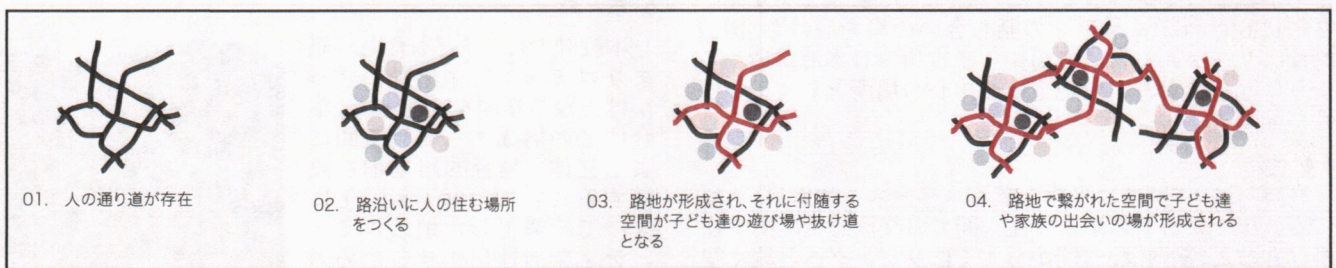 01. 人の通り道が存在
02. 路沿いに人の住む場所
をつくる
03. 路地が形成され、それに付随する
空間が子ども達の遊び場や抜け道
となる
04. 路地で繋がれた空間で子ども達
や家族の出会いの場が形成される